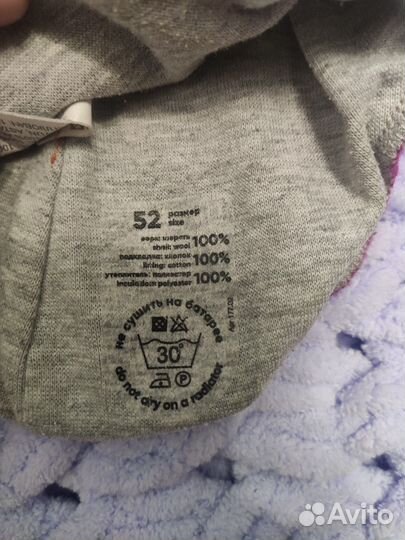 52 размер
size
верх: шерсть 100%
shell: wool
подкладка: хлопок 100%
lining: cotton
утеплитель: полиэстер 100%
insulation: polyester
не сушить на батарее
30°
P
do not dry on a radiator
Avito